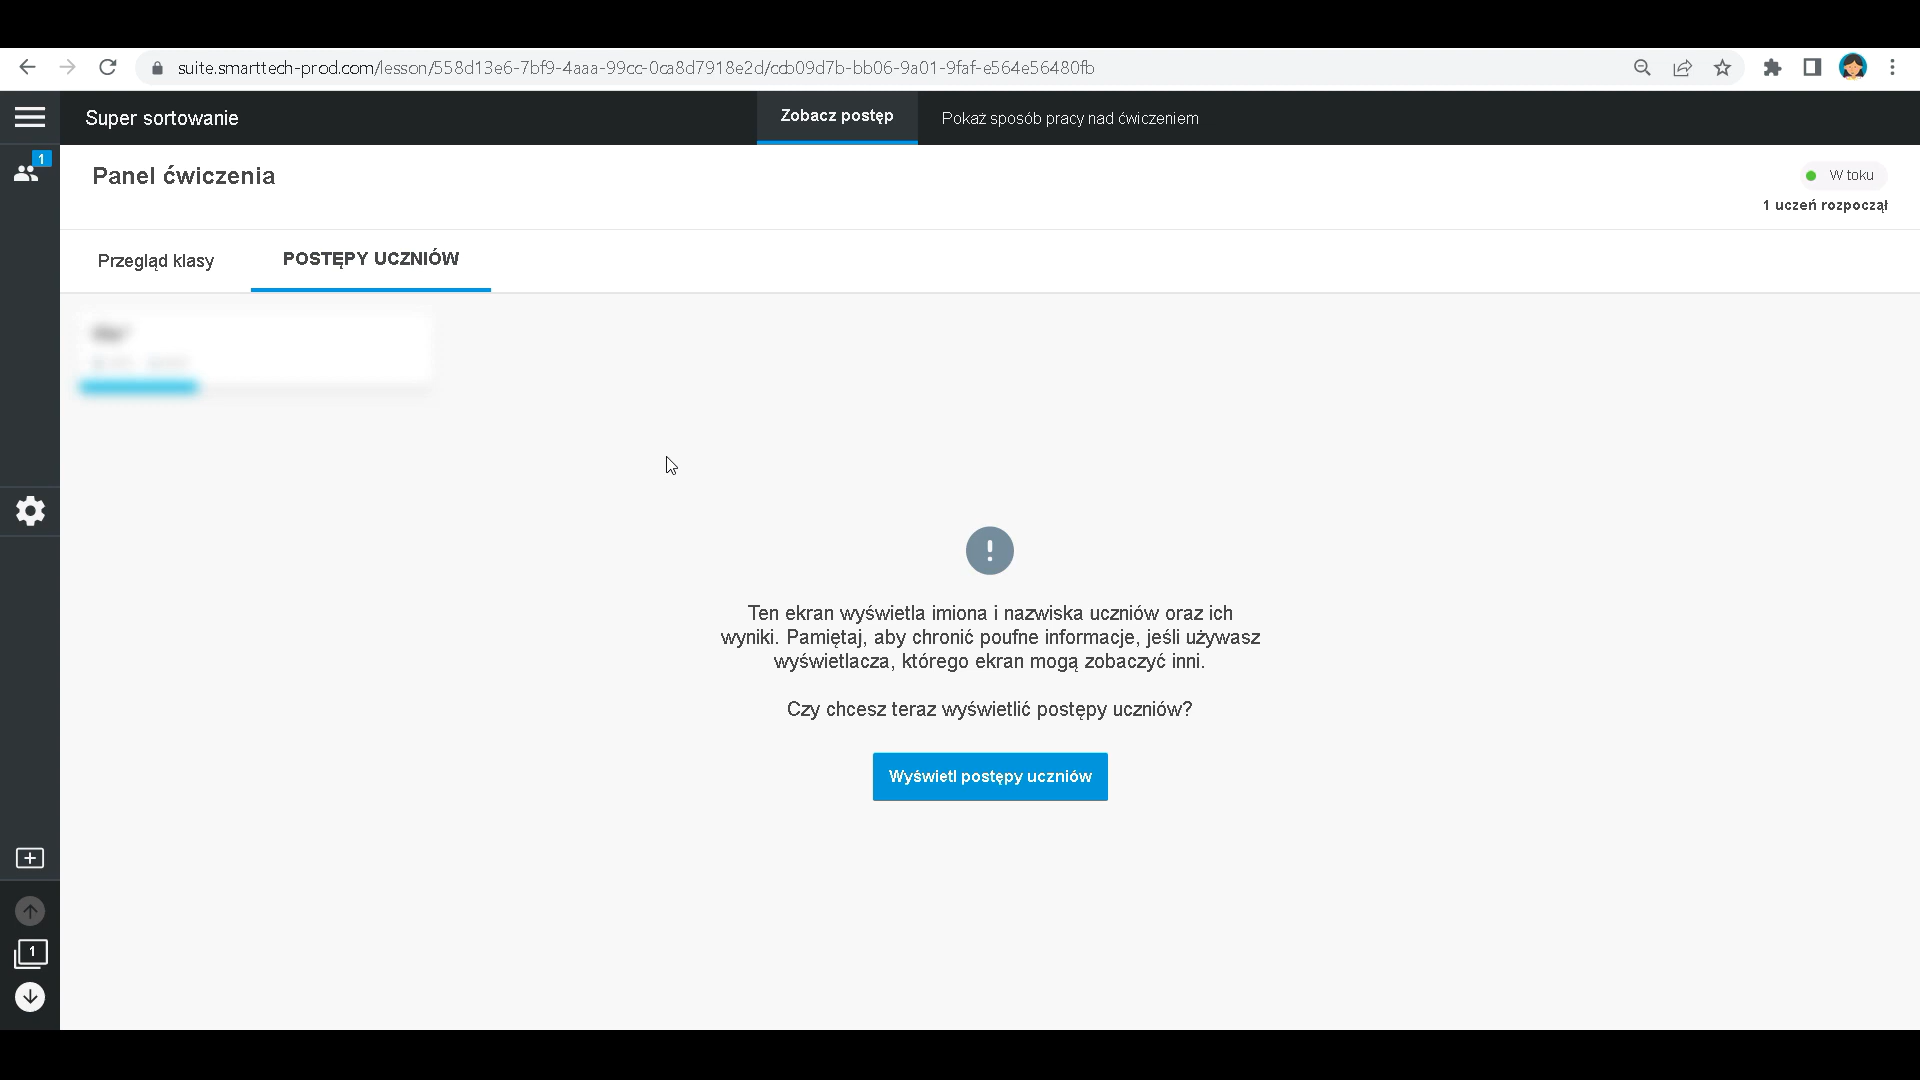 suite.smarttech-prod.com/lesson/558d13e6-7bf9-4aaa-99cc-0ca8d7918e2d/ccb09d7b-bb06-9a01-9faf-e564e56480fb
Super sortowanie
Zobacz postęp
Pokaż sposób pracy nad ćwiczeniem
1
Panel ćwiczenia
W toku
1 uczeń rozpoczął
Przegląd klasy
POSTĘPY UCZNIÓW
Ten ekran wyświetla imiona i nazwiska uczniów oraz ich
wyniki. Pamiętaj, aby chronić poufne informacje, jeśli używasz
wyświetlacza, którego ekran mogą zobaczyć inni.
Czy chcesz teraz wyświetlić postępy uczniów?
Wyświetl postępy uczniów
1